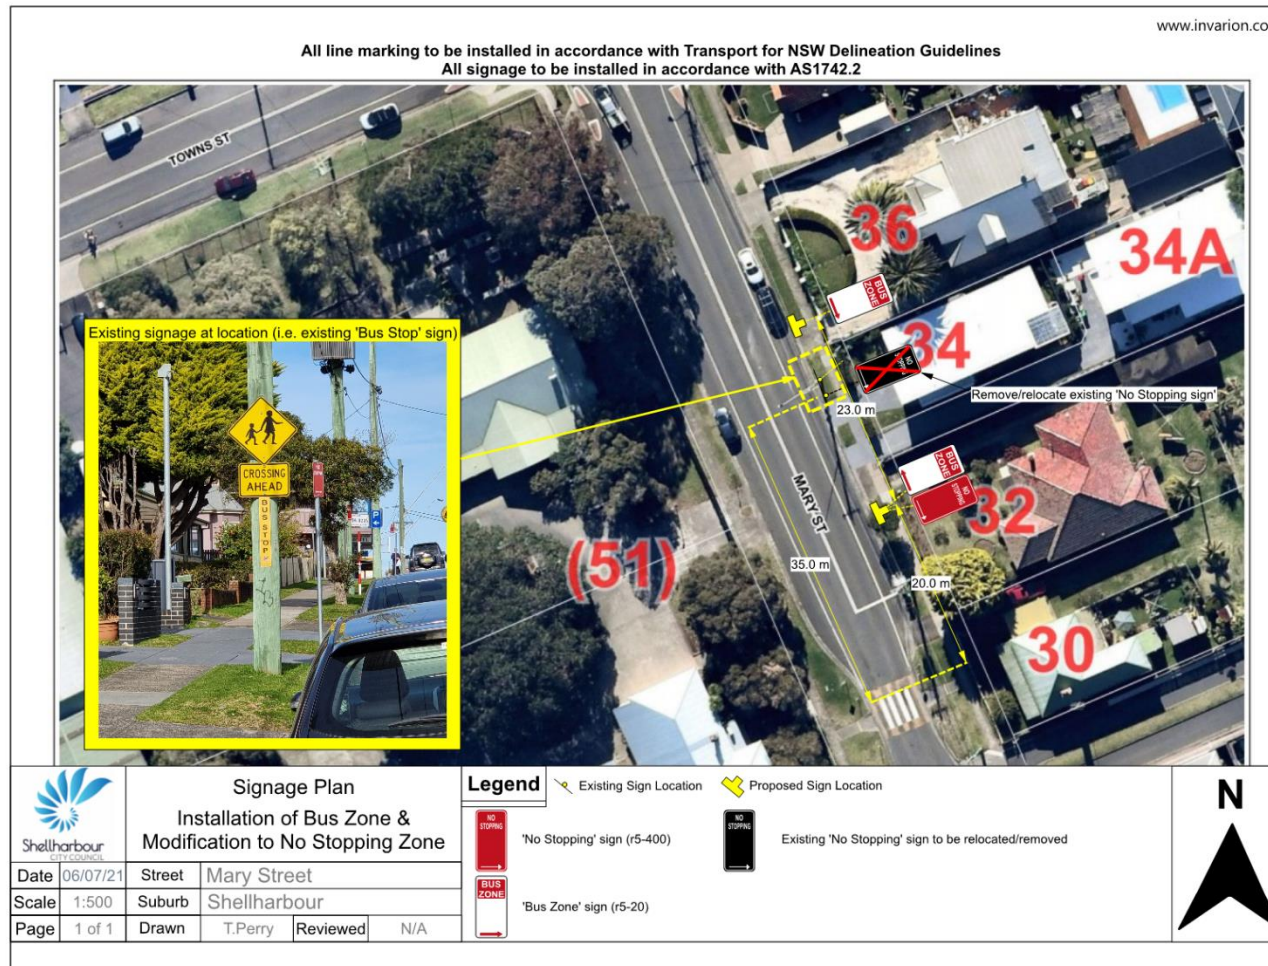 www.invarion.co
All line marking to be installed in accordance with Transport for NSW Delineation Guidelines
All signage to be installed in accordance with AS1742.2
TOWNS ST
36
34A
BUS ZONE
34
NO STOPPING
Remove/relocate existing 'No Stopping sign'
Existing signage at location (i.e. existing 'Bus Stop' sign)
CROSSING
AHEAD
BUS STOP
P
23.0 m
BUS ZONE
NO STOPPING
32
MARY ST
(51)
35.0 m
20.0 m
30
Shellharbour
CITY COUNCIL
Signage Plan
Installation of Bus Zone &
Modification to No Stopping Zone
Date 06/07/21 Street Mary Street
Scale 1:500 Suburb Shellharbour
Page 1 of 1 Drawn T.Perry Reviewed N/A
Legend
Existing Sign Location
Proposed Sign Location
NO
STOPPING
'No Stopping' sign (r5-400)
NO
STOPPING
Existing 'No Stopping' sign to be relocated/removed
BUS
ZONE
'Bus Zone' sign (r5-20)
N